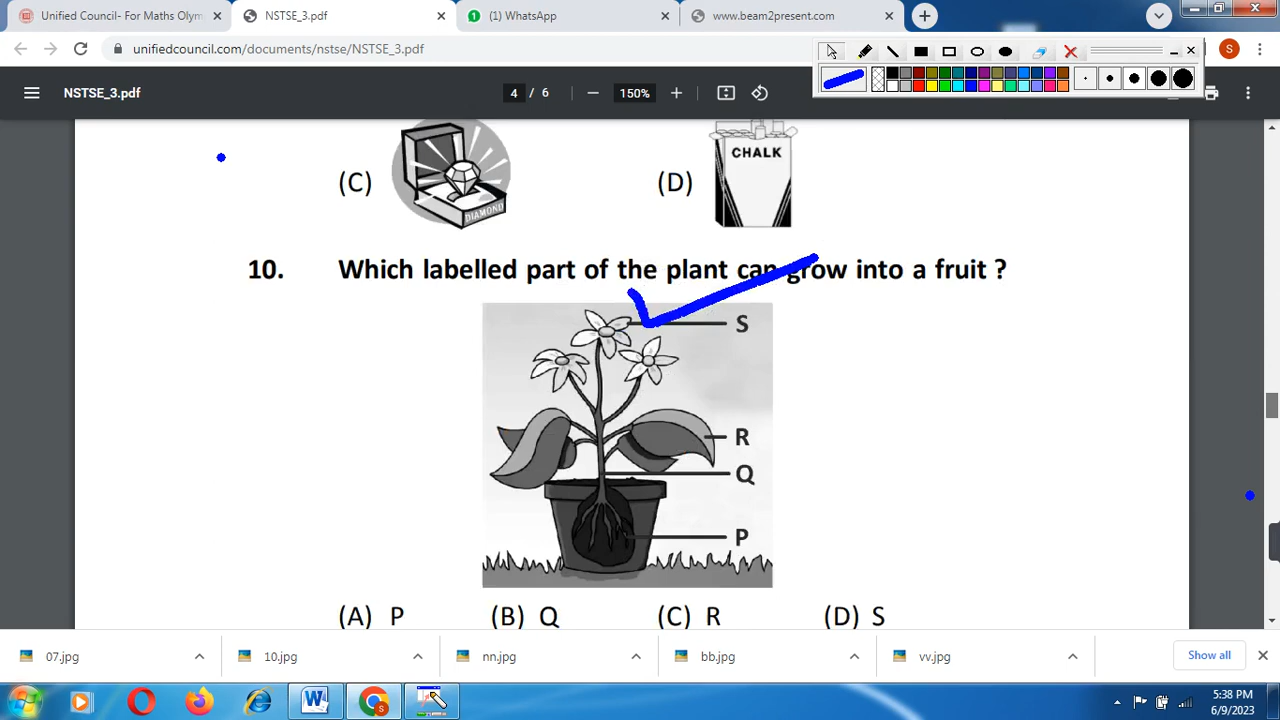 Unified Council- For Maths Olym
NSTSE_3.pdf
(1) WhatsApp
www.beam2present.com
unifiedcouncil.com/documents/nstse/NSTSE_3.pdf
S
NSTSE_3.pdf
4 / 6
150%
CHALK
(C)
(D)
DIAMOND
10. Which labelled part of the plant can grow into a fruit ?
S
R
Q
P
(A) P (B) Q (C) R (D) S
07.jpg
10.jpg
nn.jpg
bb.jpg
vv.jpg
Show all
5:38 PM
6/9/2023